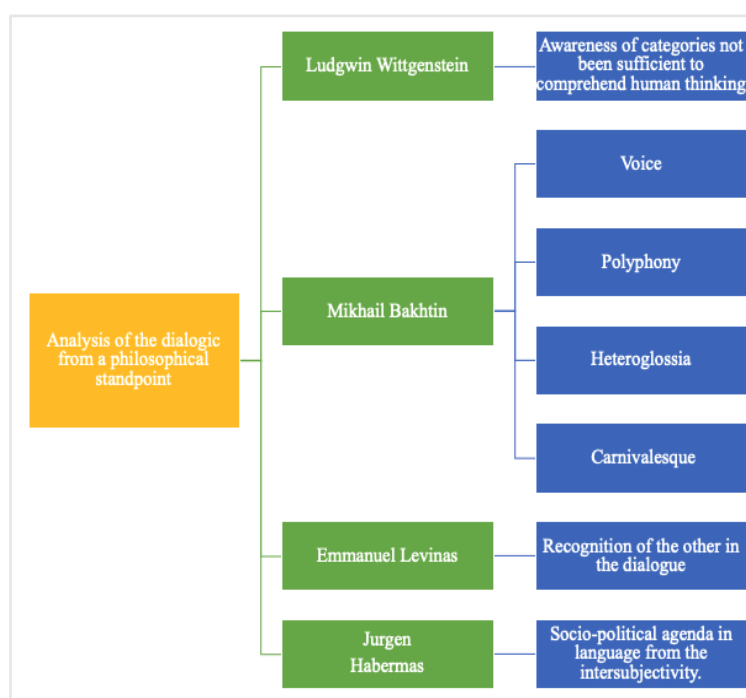 Analysis of the dialogic
from a philosophical
standpoint
Ludgwin Wittgenstein
Awareness of categories not
been sufficient to
comprehend human thinking
Mikhail Bakhtin
Voice
Polyphony
Heteroglossia
Carnivalesque
Emmanuel Levinas
Recognition of the other in
the dialogue
Jurgen
Habermas
Socio-political agenda in
language from the
intersubjectivity.